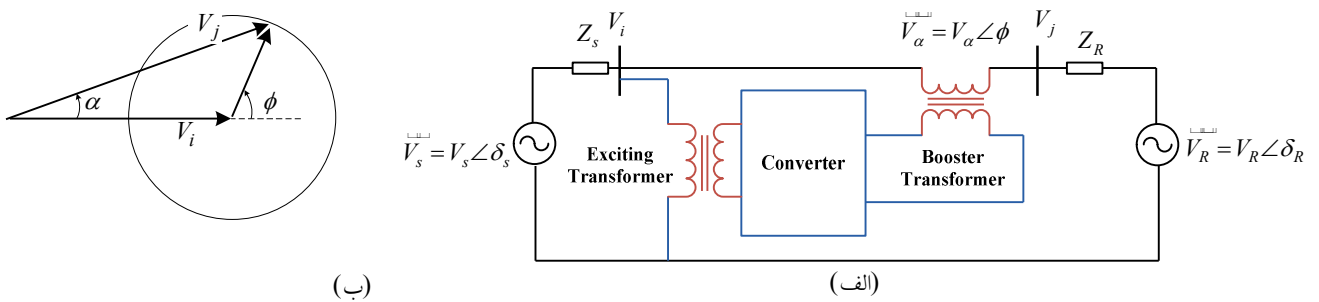 V_j
α
V_i
ϕ
(ب)
V_i
Z_s
V_α = V_α∠ϕ
V_j
Z_R
V_s = V_s∠δ_s
Exciting
Transformer
Converter
Booster
Transformer
V_R = V_R∠δ_R
(الف)